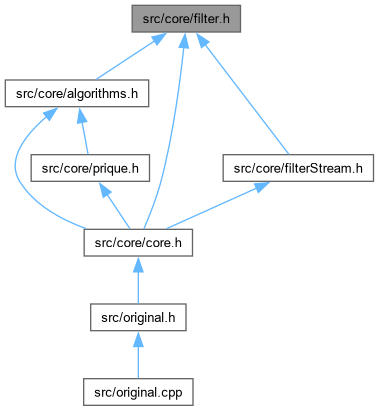 src/core/filter.h
src/core/algorithms.h
src/core/prique.h
src/core/filterStream.h
src/core/core.h
src/original.h
src/original.cpp